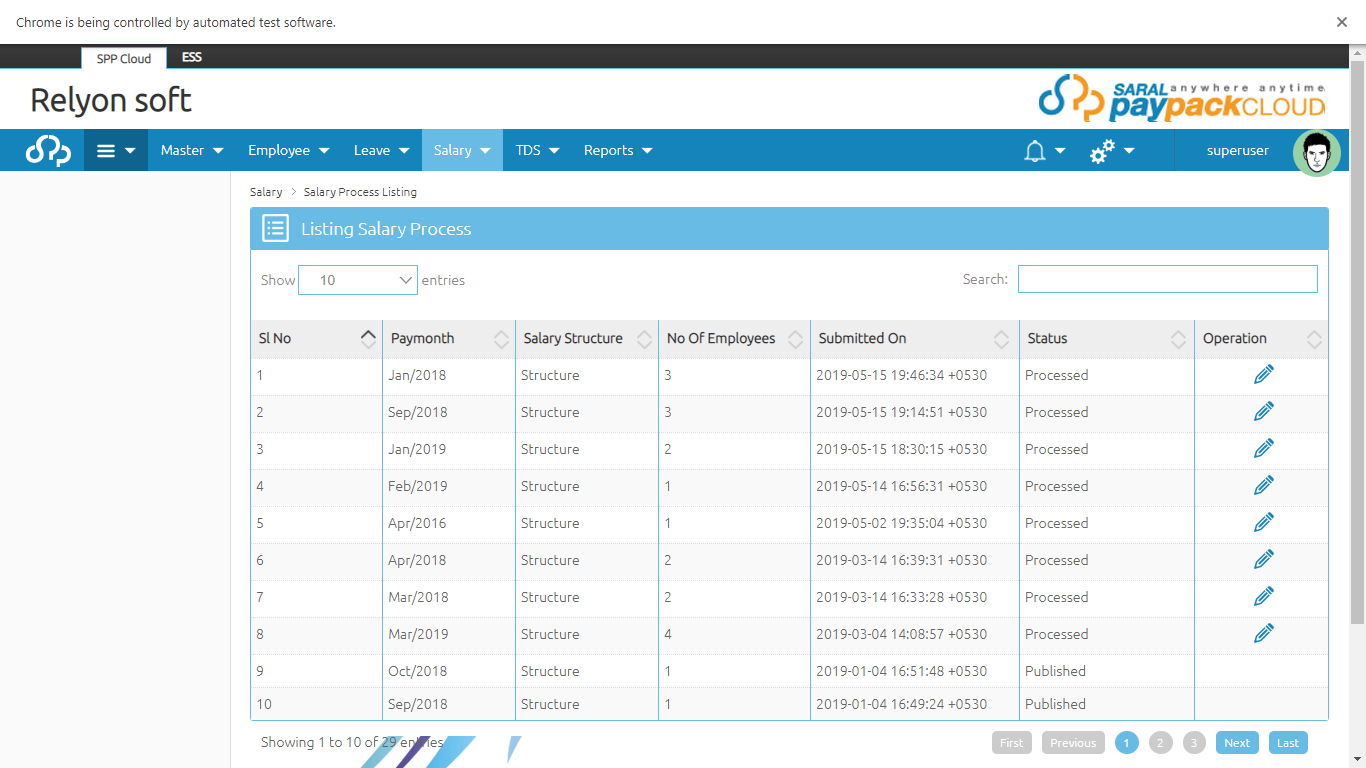 Chrome is being controlled by automated test software.
SPP Cloud ESS
Relyon soft
SARAL anywhere anytime
paypackCLOUD
Master Employee Leave Salary TDS Reports superuser
Salary > Salary Process Listing
Listing Salary Process
Show 10 entries Search:
Sl No Paymonth Salary Structure No Of Employees Submitted On Status Operation
1 Jan/2018 Structure 3 2019-05-15 19:46:34 +0530 Processed
2 Sep/2018 Structure 3 2019-05-15 19:14:51 +0530 Processed
3 Jan/2019 Structure 2 2019-05-15 18:30:15 +0530 Processed
4 Feb/2019 Structure 1 2019-05-14 16:56:31 +0530 Processed
5 Apr/2016 Structure 1 2019-05-02 19:35:04 +0530 Processed
6 Apr/2018 Structure 2 2019-03-14 16:39:31 +0530 Processed
7 Mar/2018 Structure 2 2019-03-14 16:33:28 +0530 Processed
8 Mar/2019 Structure 4 2019-03-04 14:08:57 +0530 Processed
9 Oct/2018 Structure 1 2019-01-04 16:51:48 +0530 Published
10 Sep/2018 Structure 1 2019-01-04 16:49:24 +0530 Published
Showing 1 to 10 of 29 entries First Previous 1 2 3 Next Last